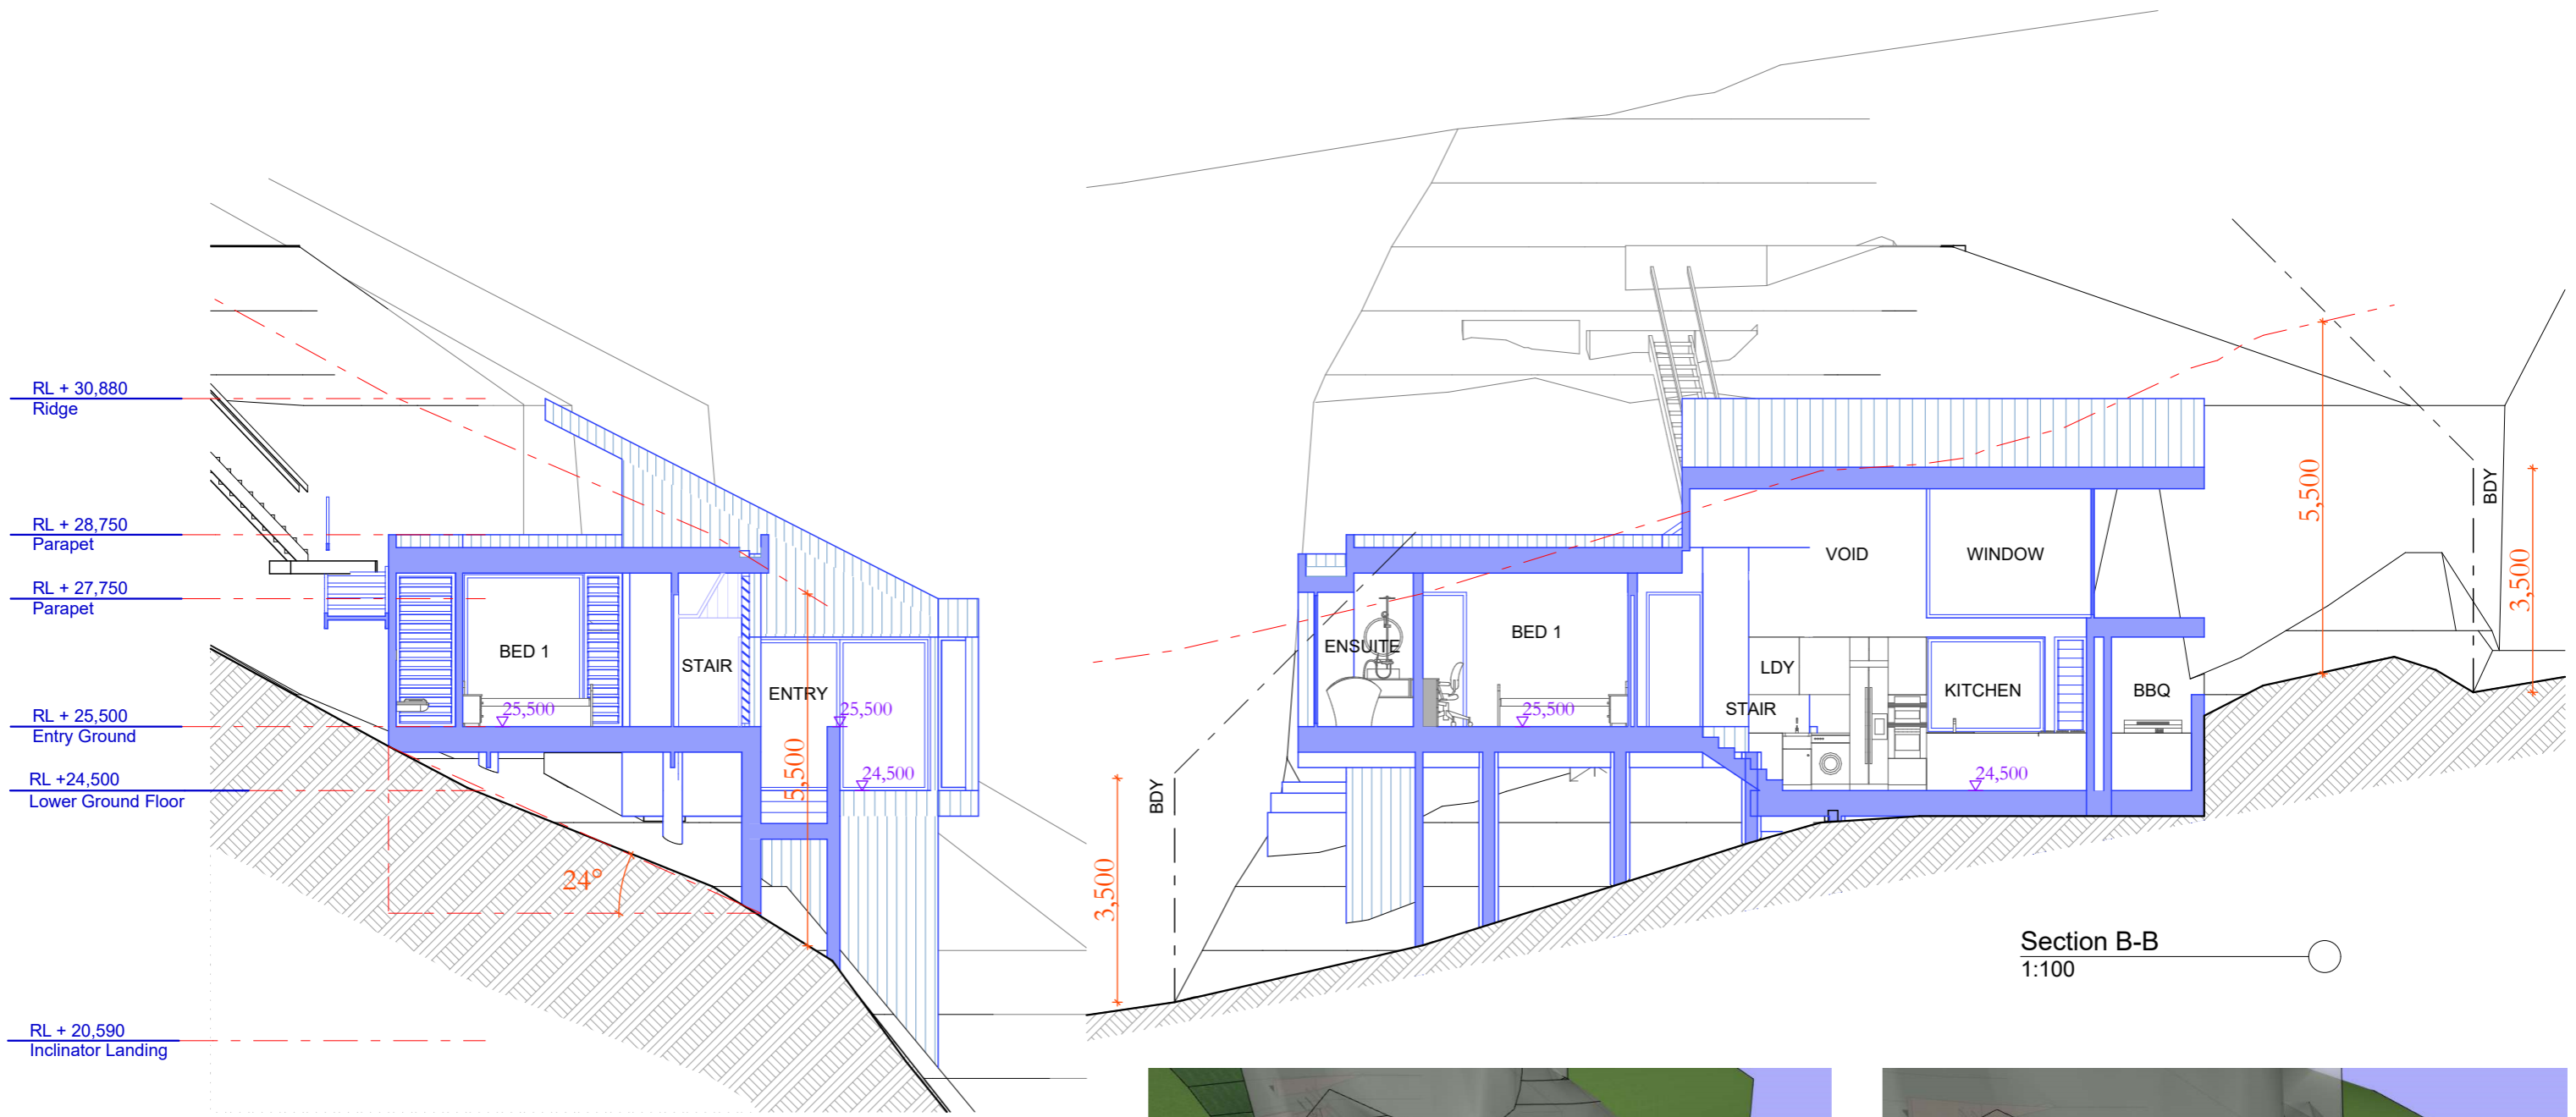 RL + 30,880
Ridge
RL + 28,750
Parapet
RL + 27,750
Parapet
RL + 25,500
Entry Ground
RL +24,500
Lower Ground Floor
RL + 20,590
Inclinator Landing
BED 1
STAIR
ENTRY
25,500
25,500
24,500
5,500
24°
BDY
3,500
ENSUITE
BED 1
25,500
VOID
WINDOW
LDY
STAIR
KITCHEN
BBQ
24,500
5,500
BDY
3,500
Section B-B
1:100